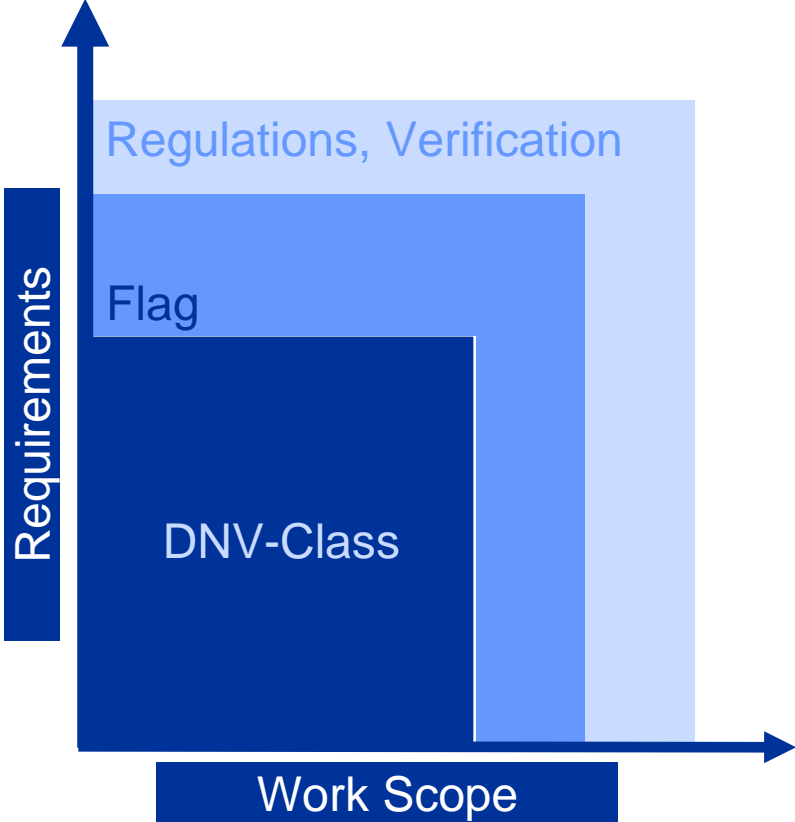 Regulations, Verification
Flag
Requirements
DNV-Class
Work Scope